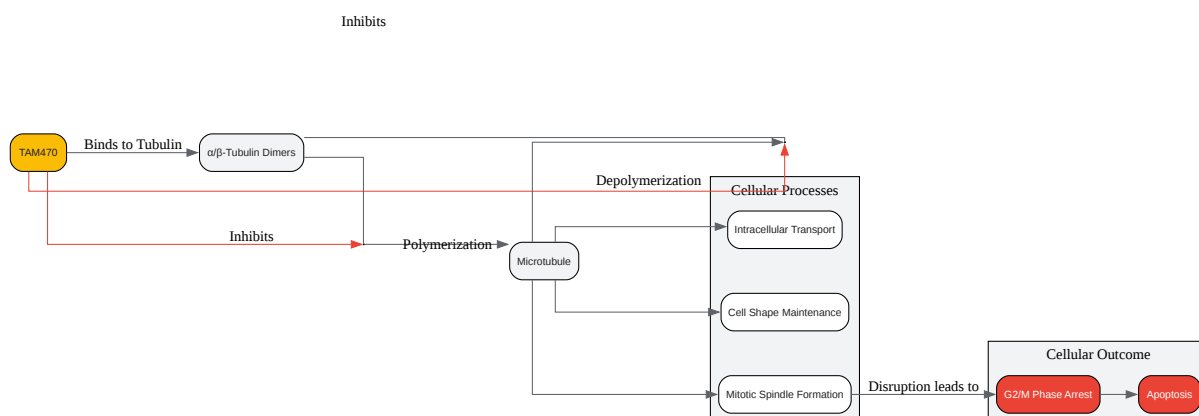 Inhibits
TAM470
Binds to Tubulin
α/β-Tubulin Dimers
Depolymerization
Cellular Processes
Intracellular Transport
Inhibits
Polymerization
Microtubule
Cell Shape Maintenance
Cellular Outcome
Mitotic Spindle Formation
Disruption leads to
G2/M Phase Arrest
Apoptosis